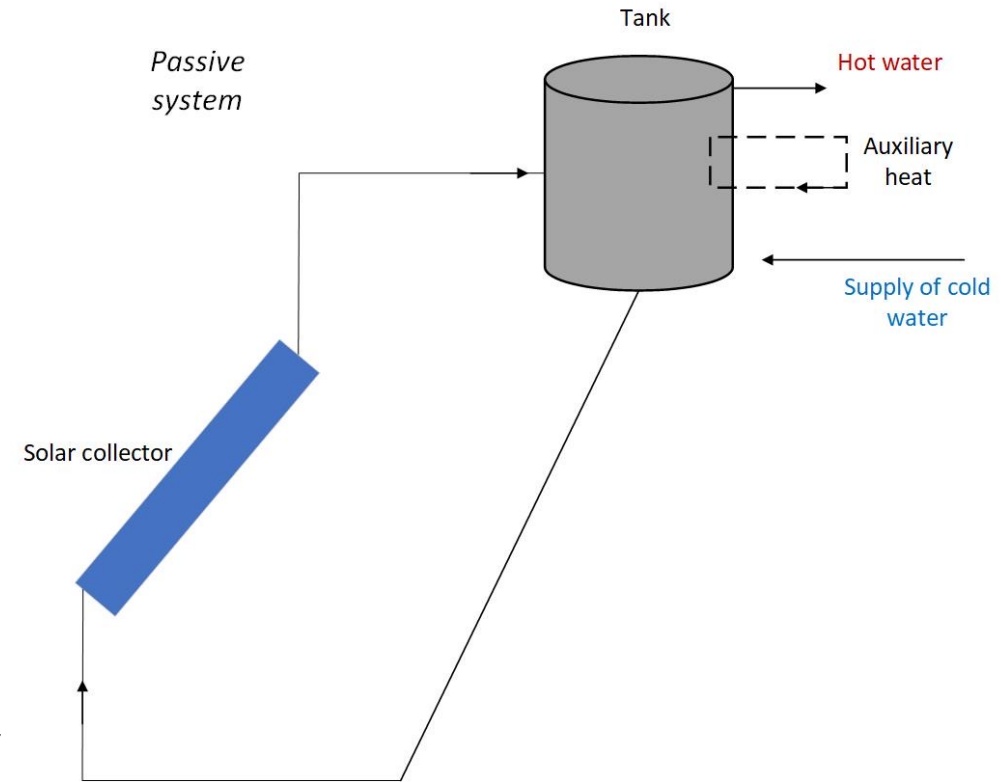 Tank
Passive
system
Hot water
Auxiliary
heat
Supply of cold
water
Solar collector